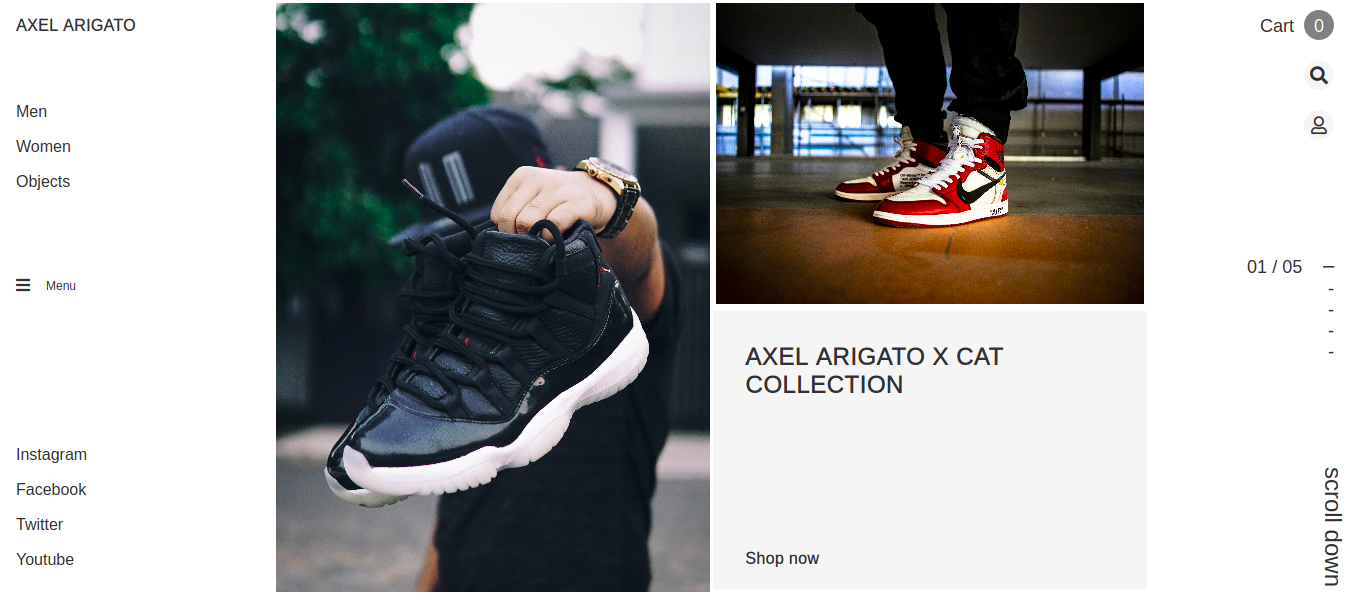 AXEL ARIGATO
Men
Women
Objects
Menu
Instagram
Facebook
Twitter
Youtube
AXEL ARIGATO X CAT
COLLECTION
Shop now
Cart 0
01 / 05
scroll down